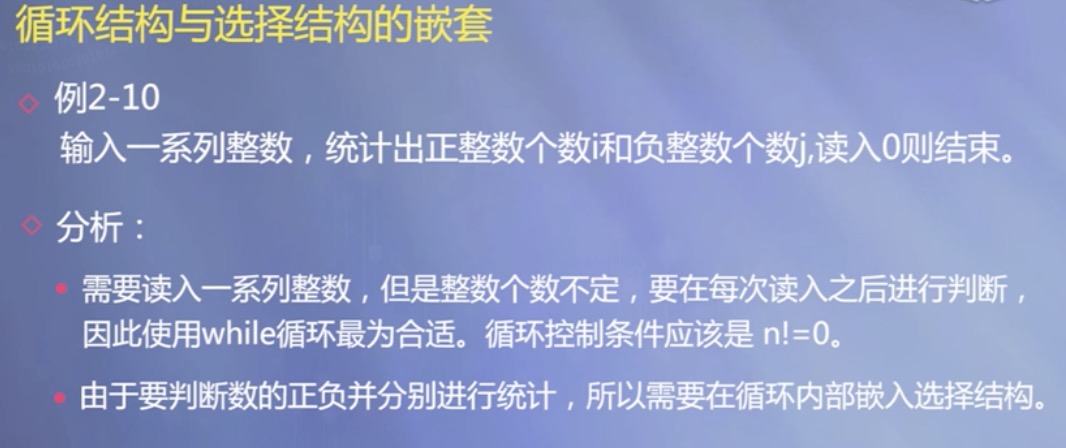 循环结构与选择结构的嵌套
例2-10
输入一系列整数，统计出正整数个数i和负整数个数j,读入0则结束。
分析：
需要读入一系列整数，但是整数个数不定，要在每次读入之后进行判断，
因此使用while循环最为合适。循环控制条件应该是 n!=0。
由于要判断数的正负并分别进行统计，所以需要在循环内部嵌入选择结构。